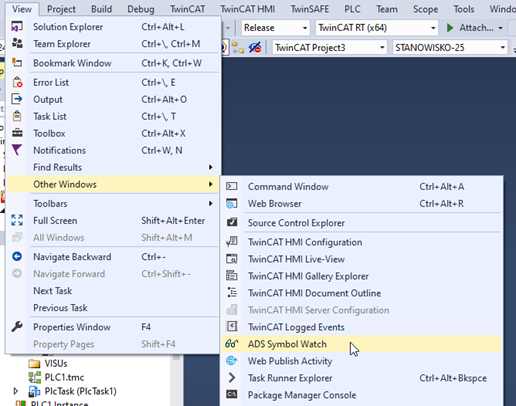 View Project Build Debug TwinCAT TwinCAT HMI TwinSAFE PLC Team Scope Tools Window
Release TwinCAT RT (x64) Attach...
TwinCAT Project3 STANOWISKO-25
Solution Explorer Ctrl+Alt+L
Team Explorer Ctrl+\, Ctrl+M
Bookmark Window Ctrl+K, Ctrl+W
Error List Ctrl+\, E
Output Ctrl+Alt+O
Task List Ctrl+\, T
Toolbox Ctrl+Alt+X
Notifications Ctrl+W, N
Find Results
Other Windows
Toolbars
Full Screen Shift+Alt+Enter
All Windows Shift+Alt+M
Navigate Backward Ctrl+-
Navigate Forward Ctrl+Shift+-
Next Task
Previous Task
Properties Window F4
Property Pages Shift+F4
Command Window Ctrl+Alt+A
Web Browser Ctrl+Alt+R
Source Control Explorer
TwinCAT HMI Configuration
TwinCAT HMI Live-View
TwinCAT HMI Gallery Explorer
TwinCAT HMI Document Outline
TwinCAT HMI Server Configuration
TwinCAT Logged Events
ADS Symbol Watch
Web Publish Activity
Task Runner Explorer Ctrl+Alt+Bkspce
Package Manager Console
VISUs
PLC1.tmc
PlcTask (PlcTask1)
PLC1 Instance